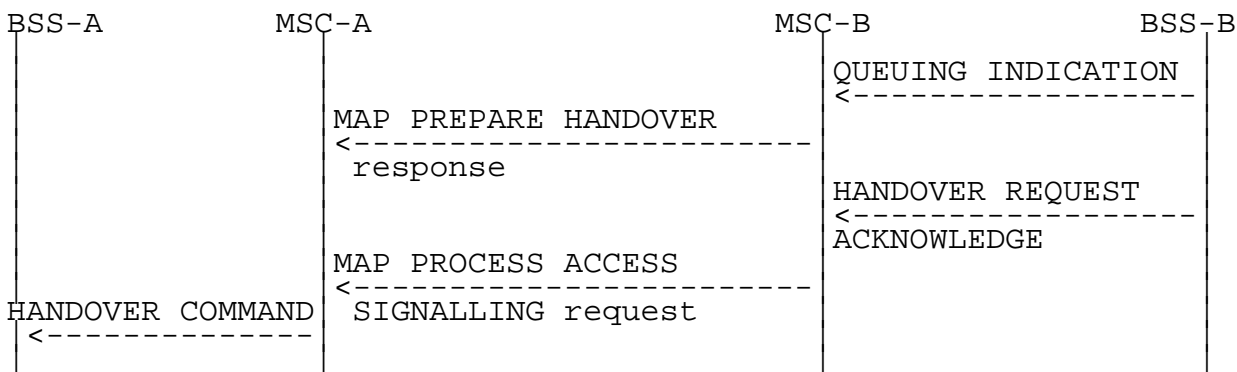 BSS-A MSC-A MSC-B BSS-B
QUEUING INDICATION
MAP PREPARE HANDOVER
response
HANDOVER REQUEST
ACKNOWLEDGE
MAP PROCESS ACCESS
HANDOVER COMMAND SIGNALLING request